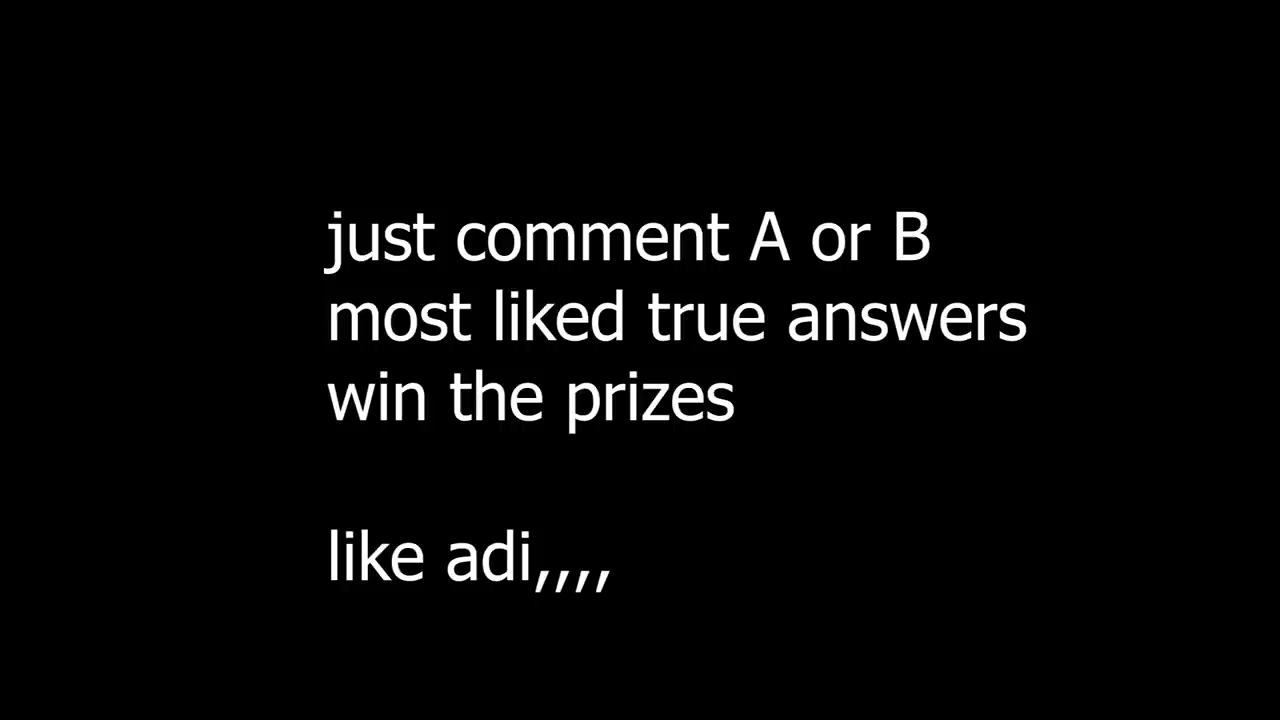 just comment A or B
most liked true answers
win the prizes
like adi,,,,